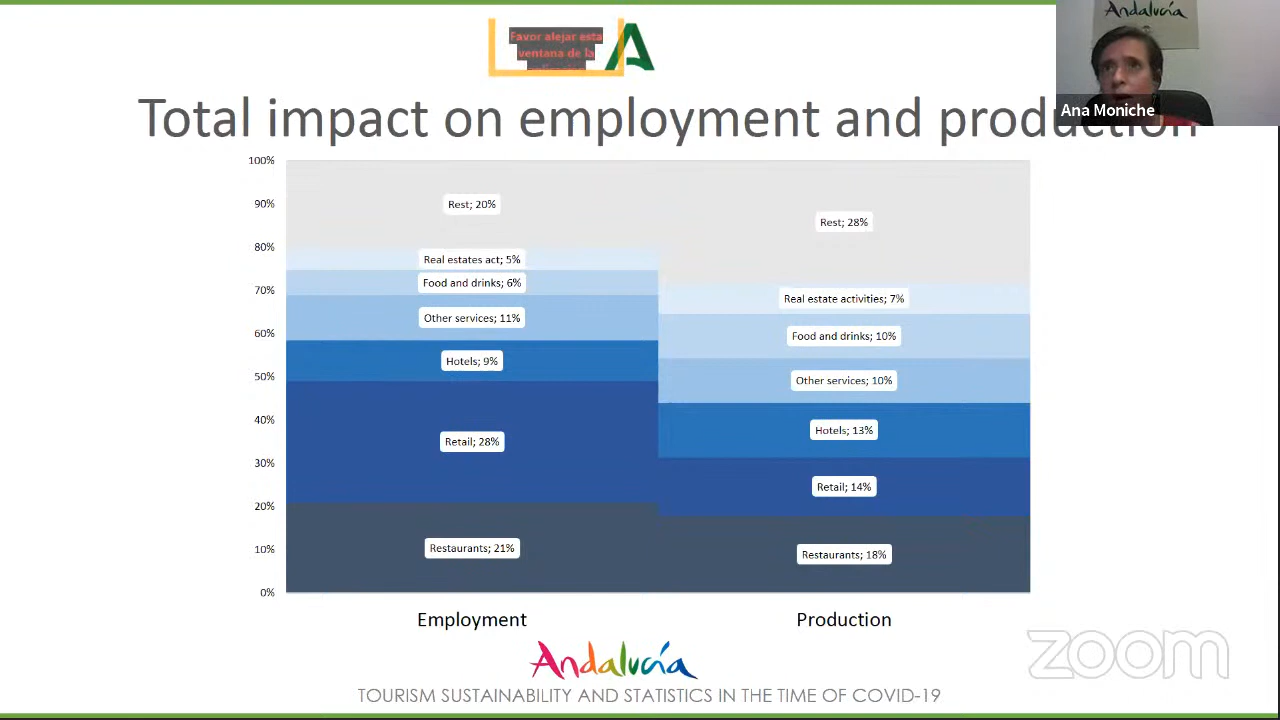 Favor alejar esta
ventana de la
Andalucía
Ana Moniche
Total impact on employment and production
100%
90%
80%
70%
60%
50%
40%
30%
20%
10%
0%
Rest; 20%
Real estates act; 5%
Food and drinks; 6%
Other services; 11%
Hotels; 9%
Retail; 28%
Restaurants; 21%
Rest; 28%
Real estate activities; 7%
Food and drinks; 10%
Other services; 10%
Hotels; 13%
Retail; 14%
Restaurants; 18%
Employment
Production
Andalucía
zoom
TOURISM SUSTAINABILITY AND STATISTICS IN THE TIME OF COVID-19